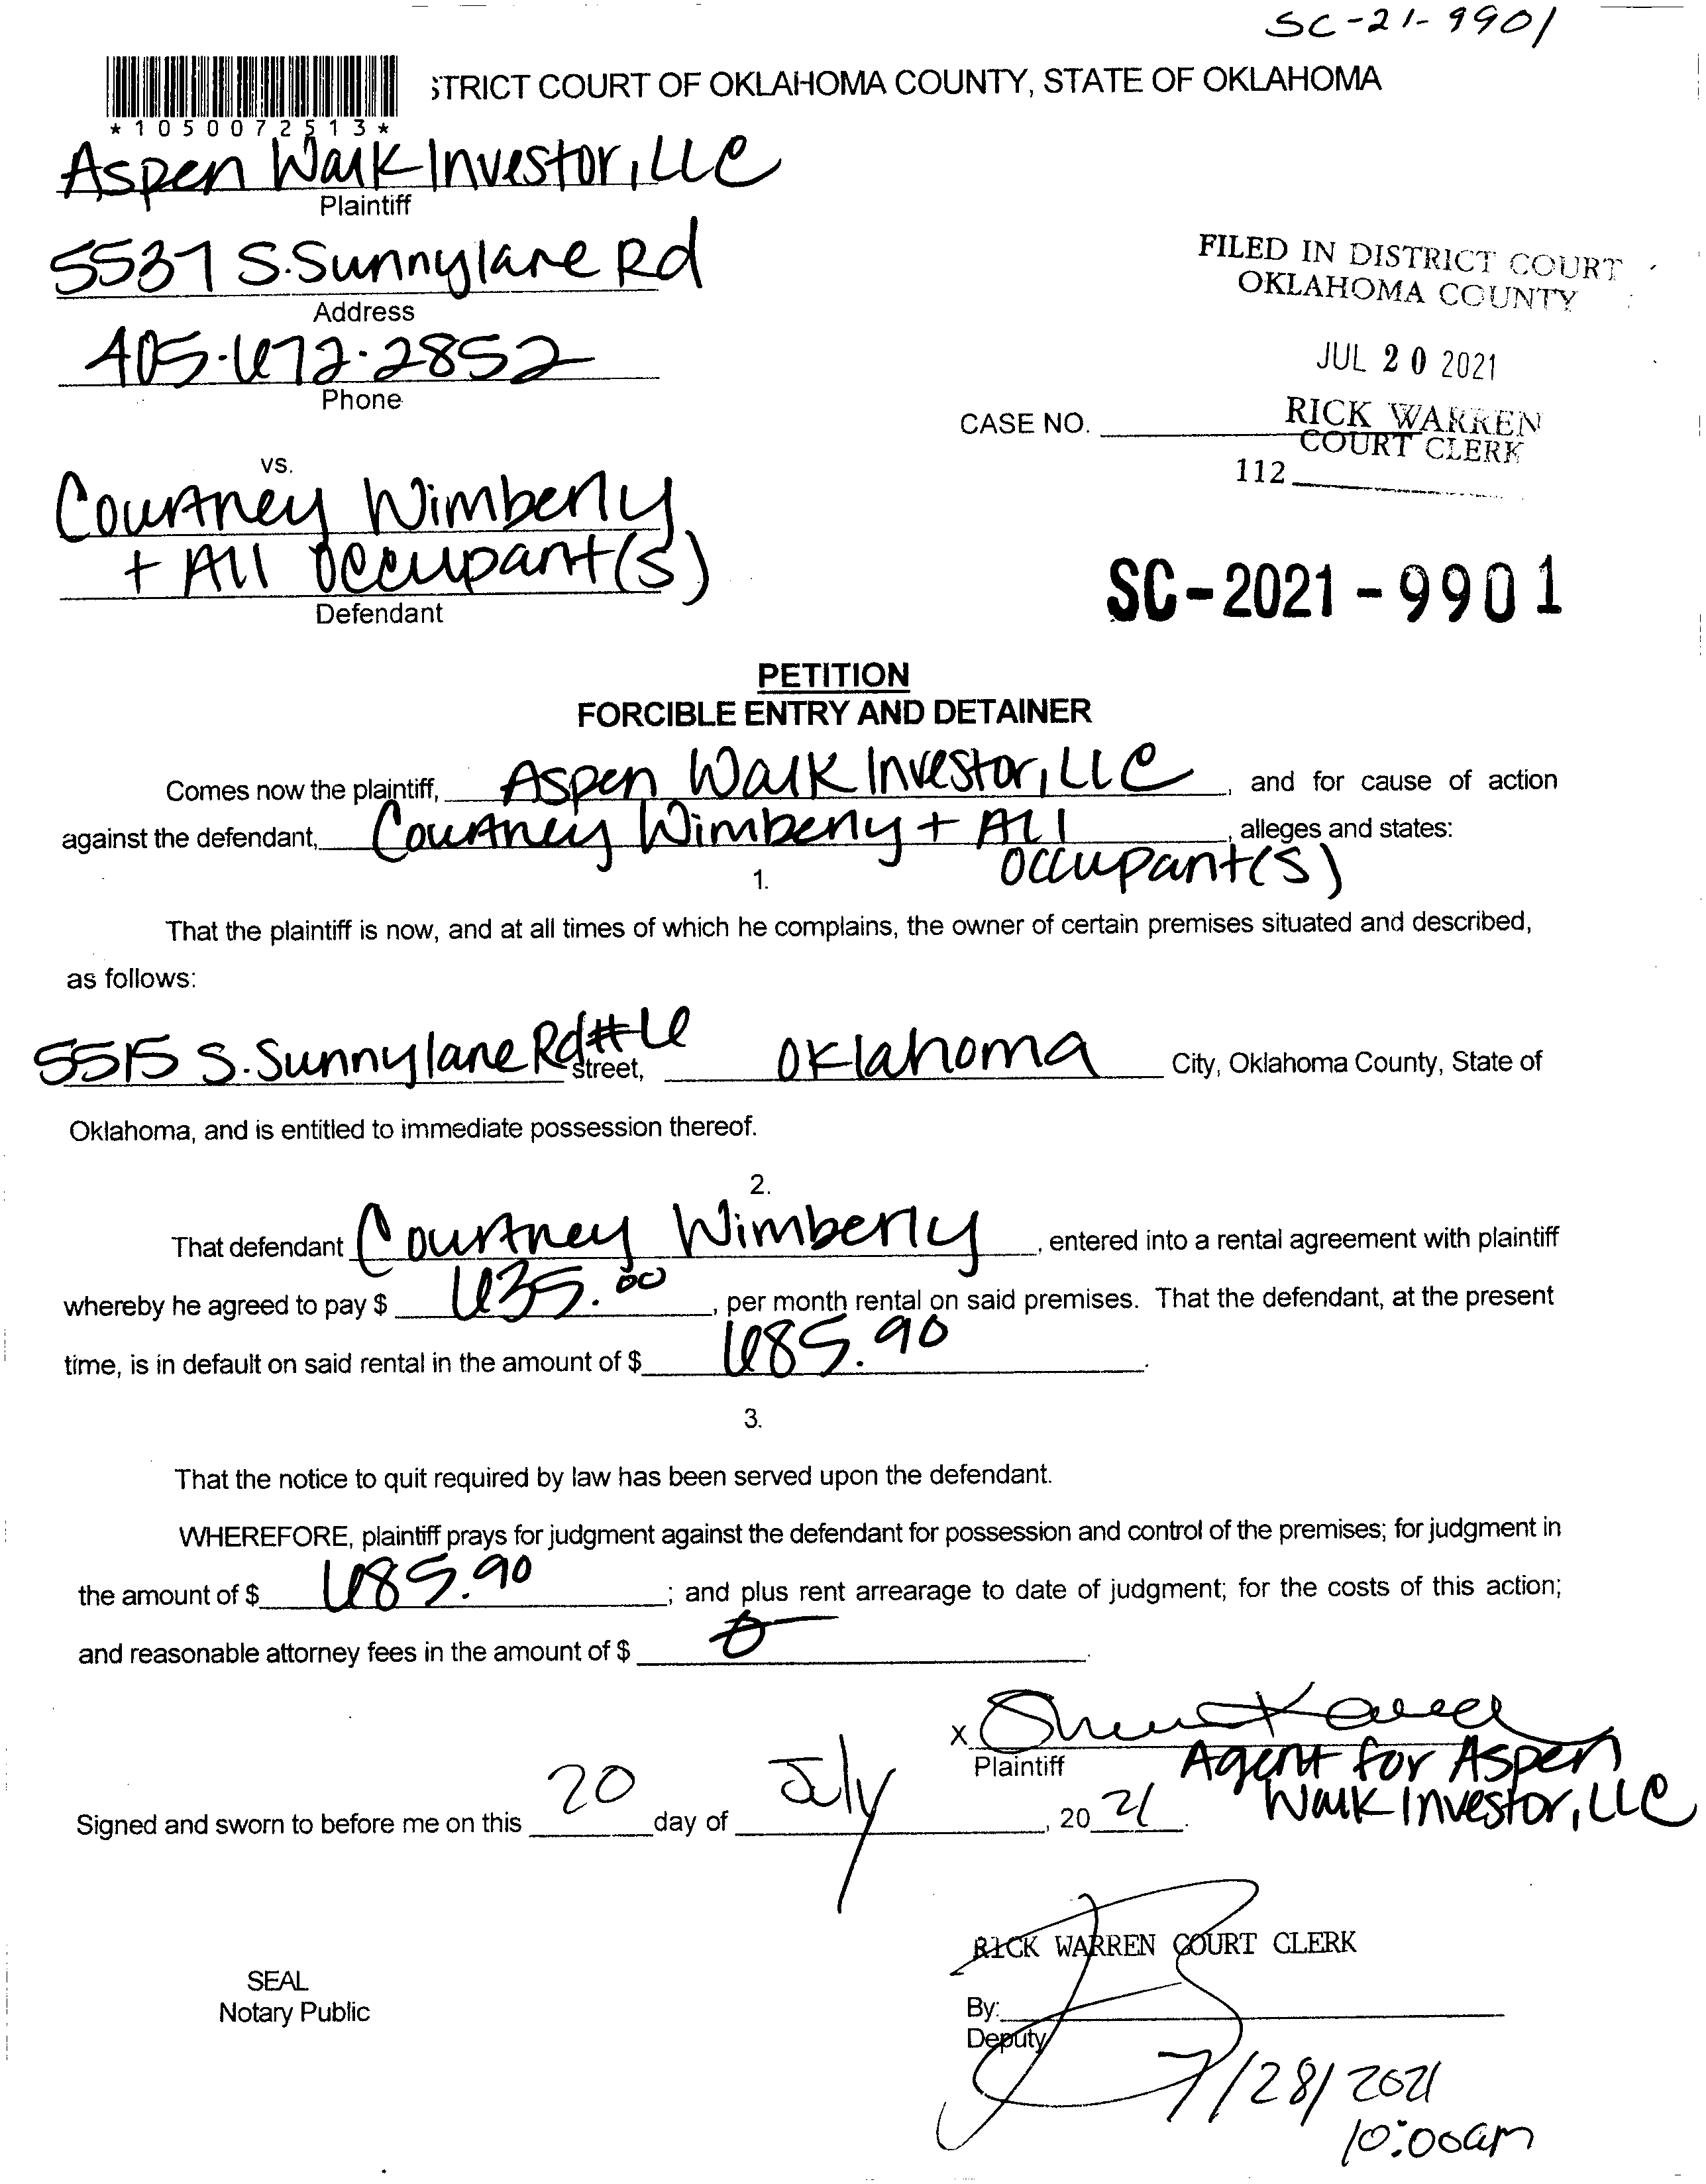 SC-21-9901
STRICT COURT OF OKLAHOMA COUNTY, STATE OF OKLAHOMA
*1050072513*
Aspen Walk Investor, LLC
Plaintiff
5537 S. Sunnylane Rd
Address
405.672.2852
Phone
FILED IN DISTRICT COURT
OKLAHOMA COUNTY
JUL 20 2021
RICK WARREN
COURT CLERK
CASE NO.
112
vs.
Courtney Wimberly
+ All Occupant(s)
Defendant
SC-2021-9901
PETITION
FORCIBLE ENTRY AND DETAINER
Comes now the plaintiff, Aspen Walk Investor, LLC, and for cause of action
against the defendant, Courtney Wimberly + All Occupant(s), alleges and states:
1.
That the plaintiff is now, and at all times of which he complains, the owner of certain premises situated and described,
as follows:
5515 S. Sunnylane Rd #6 street, Oklahoma City, Oklahoma County, State of
Oklahoma, and is entitled to immediate possession thereof.
2.
That defendant Courtney Wimberly, entered into a rental agreement with plaintiff
whereby he agreed to pay $ 635.00, per month rental on said premises. That the defendant, at the present
time, is in default on said rental in the amount of $ 685.90.
3.
That the notice to quit required by law has been served upon the defendant.
WHEREFORE, plaintiff prays for judgment against the defendant for possession and control of the premises; for judgment in
the amount of $ 685.90; and plus rent arrearage to date of judgment; for the costs of this action;
and reasonable attorney fees in the amount of $ 0.
X
Plaintiff
Agent for Aspen
Walk Investor, LLC
Signed and sworn to before me on this 20 day of July, 2021.
RICK WARREN COURT CLERK
SEAL
Notary Public
By:
Deputy
7/28/2021
10:00am